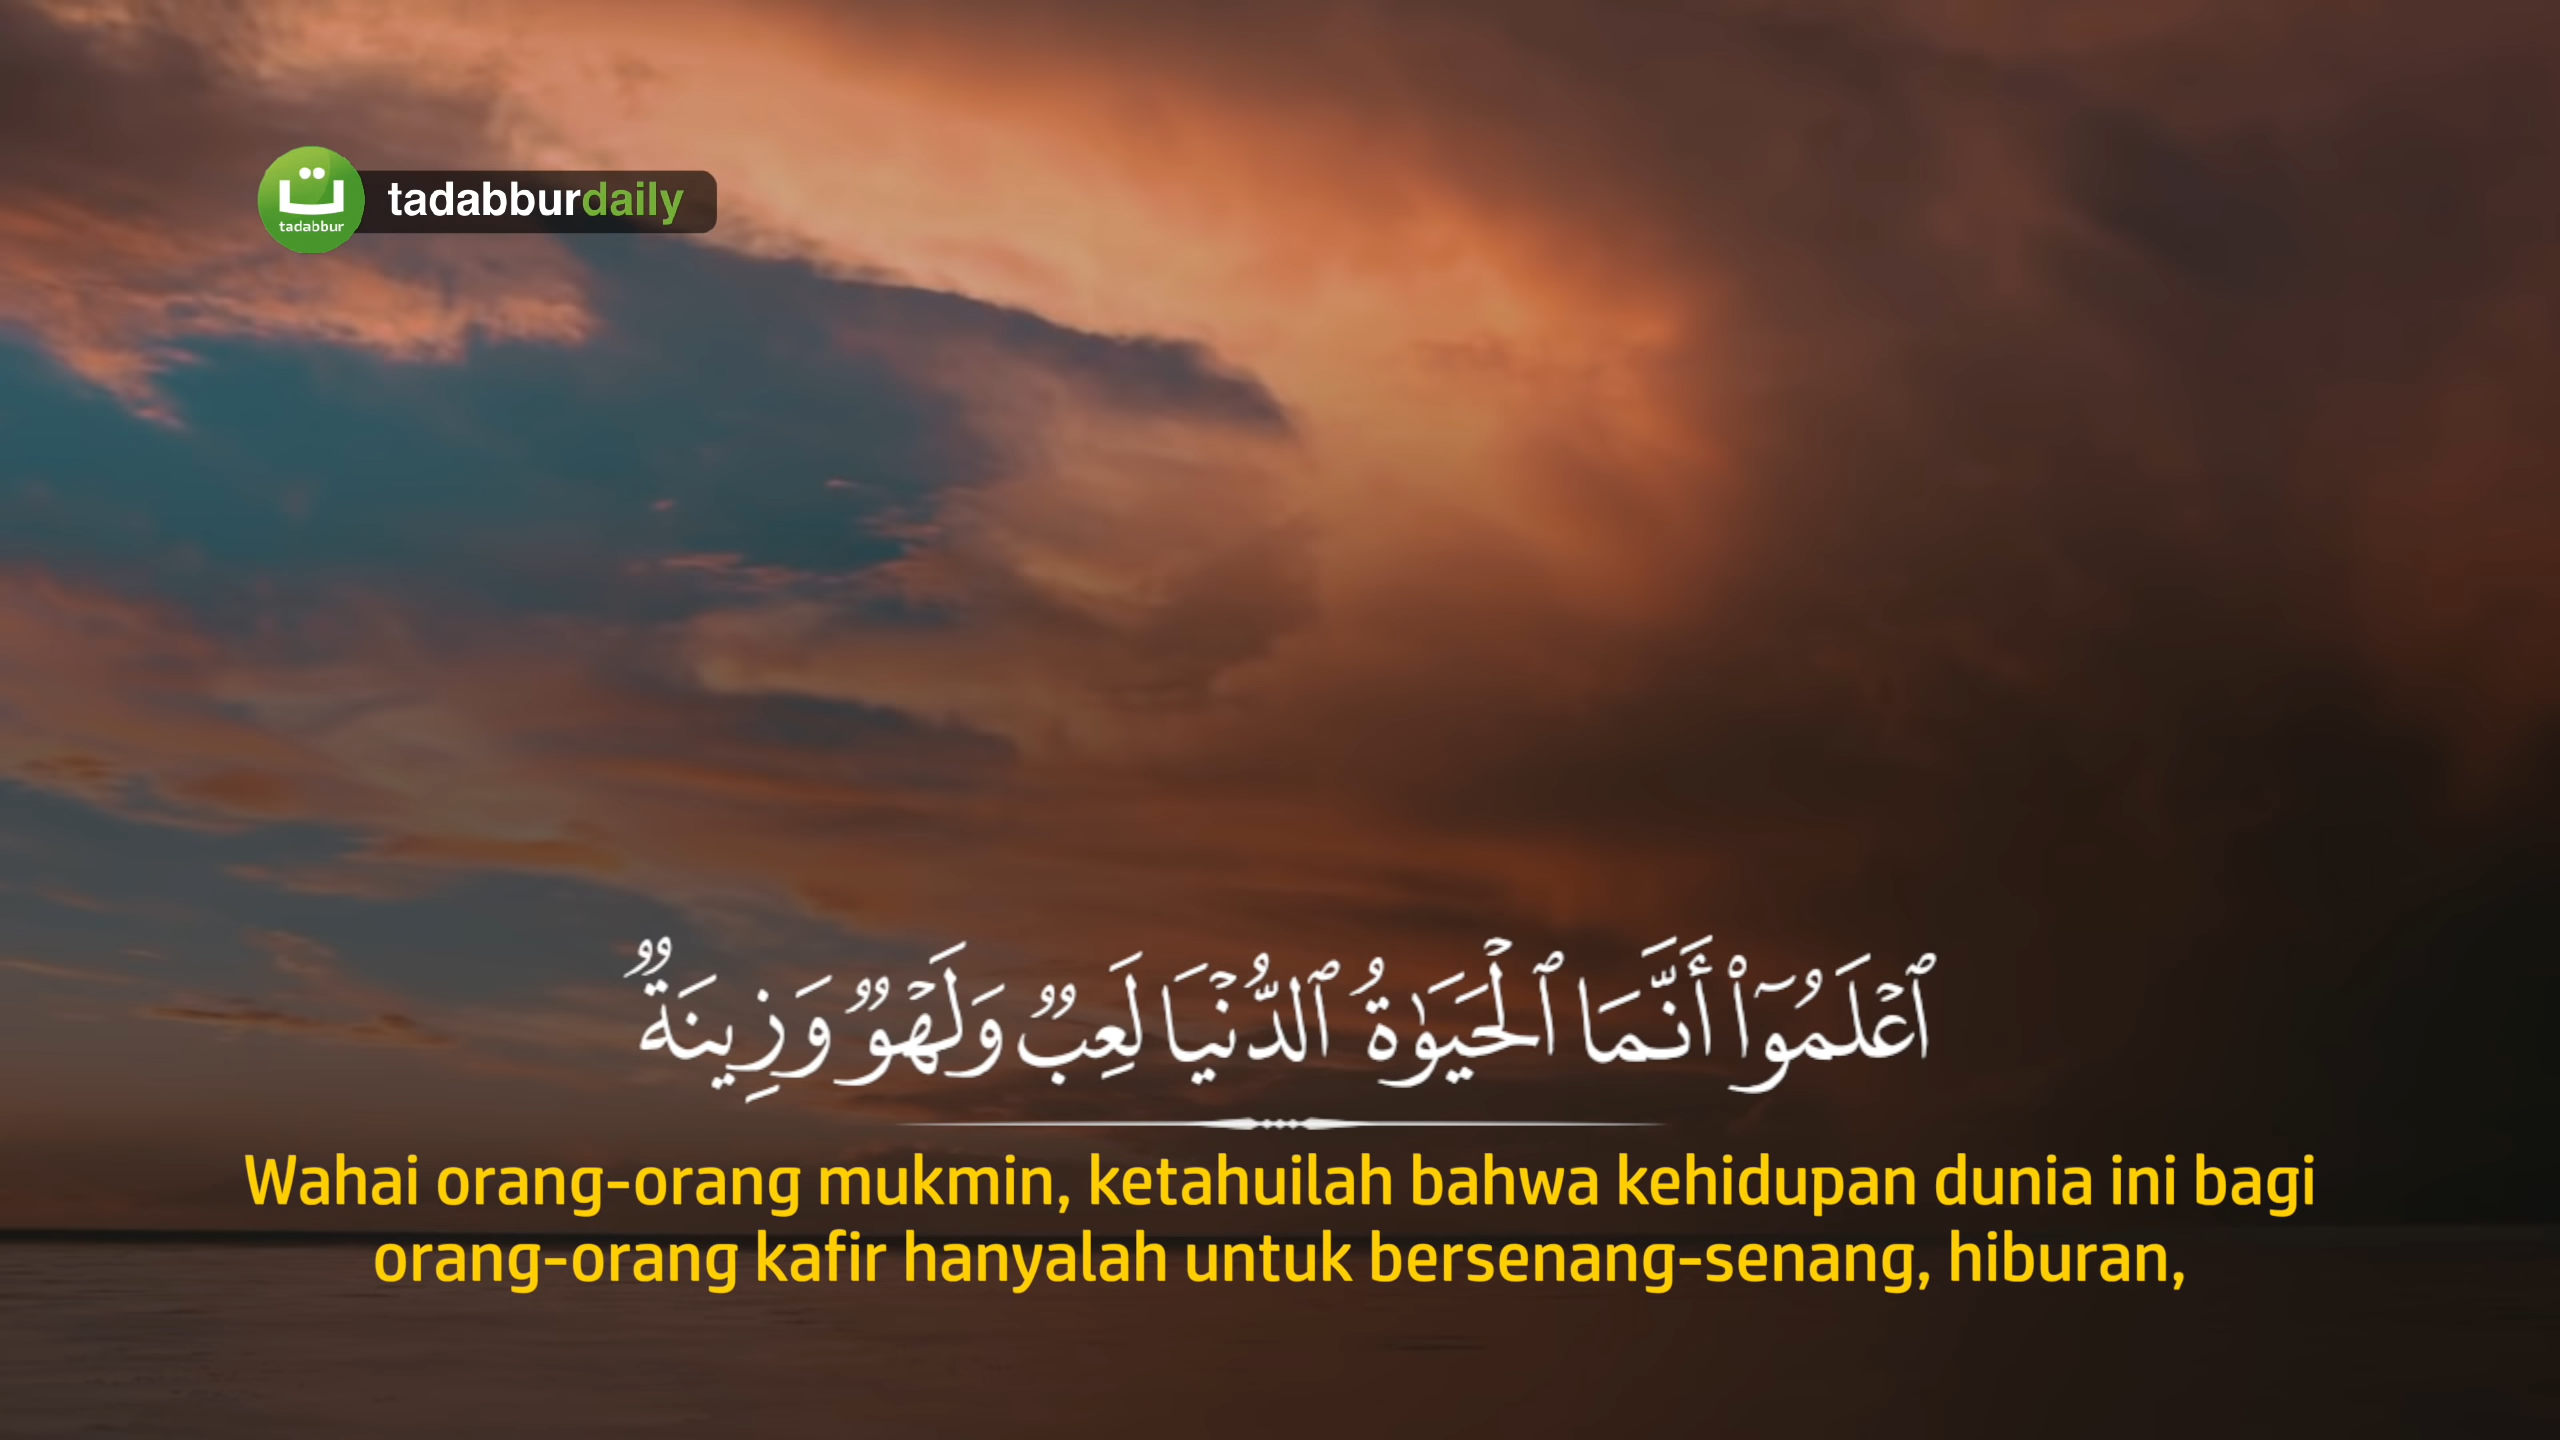 ت
tadabbur
tadabburdaily
ٱعْلَمُوٓا۟ أَنَّمَا ٱلْحَيَوٰةُ ٱلدُّنْيَا لَعِبٌ وَلَهْوٌ وَزِينَةٌ
Wahai orang-orang mukmin, ketahuilah bahwa kehidupan dunia ini bagi
orang-orang kafir hanyalah untuk bersenang-senang, hiburan,